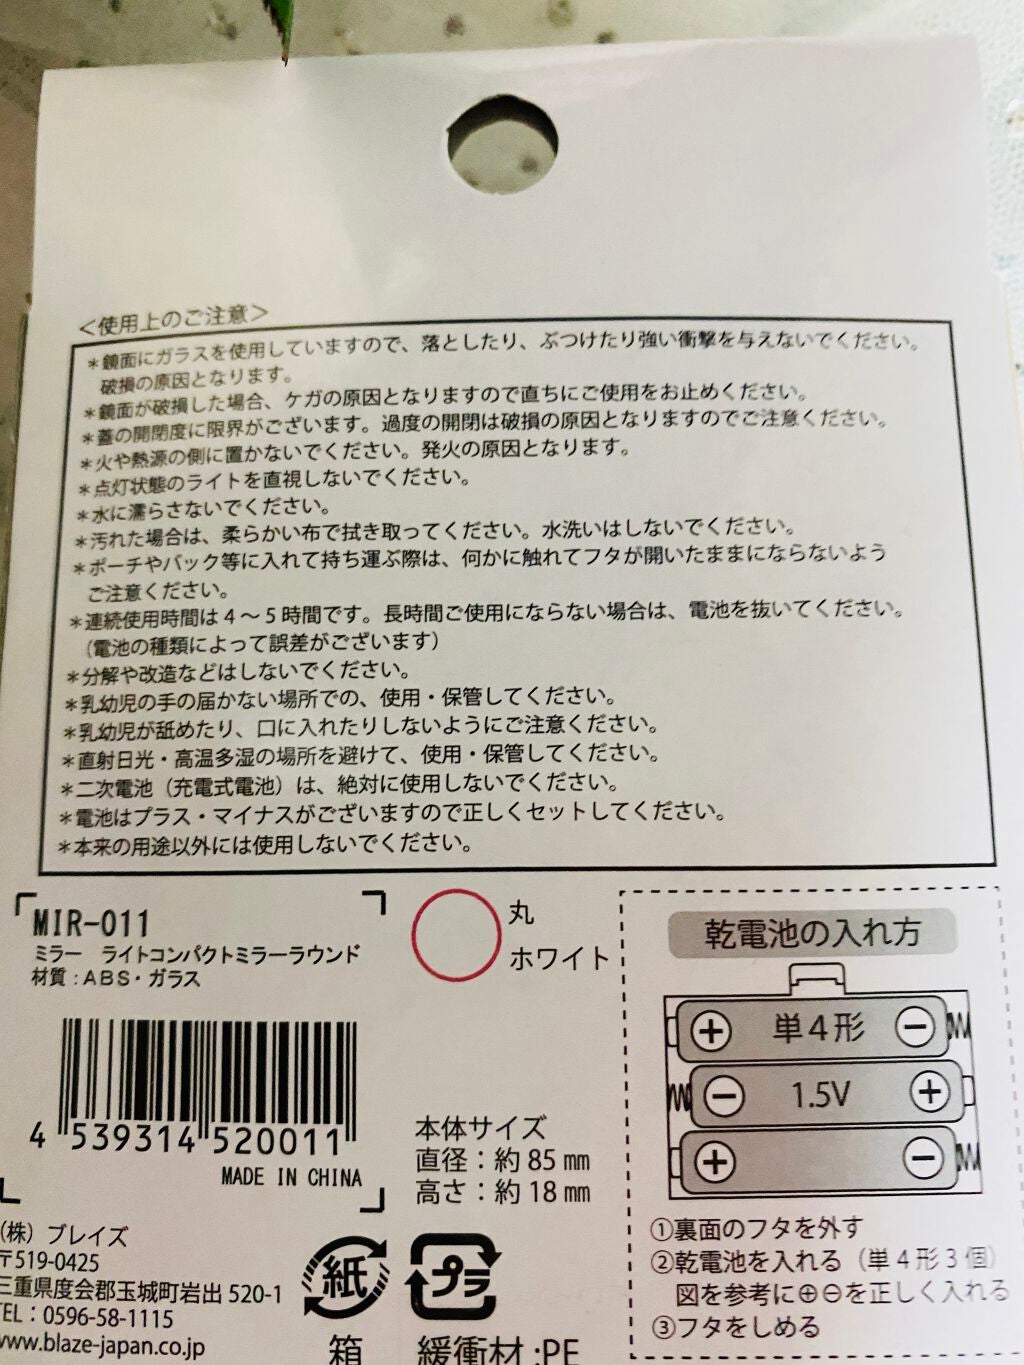 ＜使用上のご注意＞
＊鏡面にガラスを使用していますので、落としたり、ぶつけたり強い衝撃を与えないでください。
破損の原因となります。
＊鏡面が破損した場合、ケガの原因となりますので直ちにご使用をお止めください。
＊蓋の開閉度に限界がございます。過度の開閉は破損の原因となりますのでご注意ください。
＊火や熱源の側に置かないでください。発火の原因となります。
＊点灯状態のライトを直視しないでください。
＊水に濡らさないでください。
＊汚れた場合は、柔らかい布で拭き取ってください。水洗いはしないでください。
＊ポーチやバック等に入れて持ち運ぶ際は、何かに触れてフタが開いたままにならないよう
ご注意ください。
＊連続使用時間は４～５時間です。長時間ご使用にならない場合は、電池を抜いてください。
（電池の種類によって誤差がございます）
＊分解や改造などはしないでください。
＊乳幼児の手の届かない場所での、使用・保管してください。
＊乳幼児が舐めたり、口に入れたりしないようにご注意ください。
＊直射日光・高温多湿の場所を避けて、使用・保管してください。
＊二次電池（充電式電池）は、絶対に使用しないでください。
＊電池はプラス・マイナスがございますので正しくセットしてください。
＊本来の用途以外には使用しないでください。
MIR-011
ミラー　ライトコンパクトミラーラウンド
材質：ABS・ガラス
4 539314 520011
MADE IN CHINA
（株）ブレイズ
〒519-0425
三重県度会郡玉城町岩出 520-1
TEL：0596-58-1115
www.blaze-japan.co.jp
丸
ホワイト
本体サイズ
直径：約 85 ㎜
高さ：約 18 ㎜
紙
箱
プラ
緩衝材：PE
乾電池の入れ方
⊕ 単４形 ⊖
⊖ 1.5V ⊕
⊕ ⊖
①裏面のフタを外す
②乾電池を入れる（単４形３個）
図を参考に⊕⊖を正しく入れる
③フタをしめる